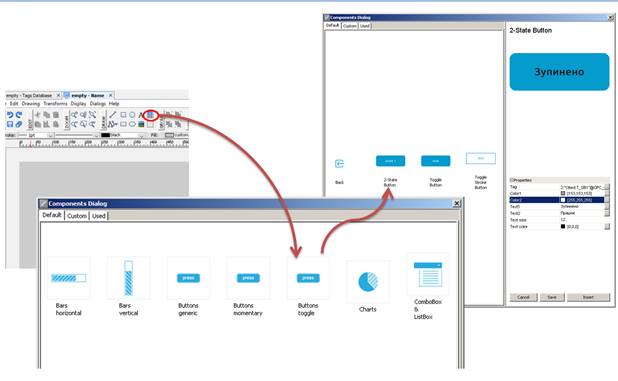 Components Dialog
Default Custom Used
2-State Button
Зупинено
empty - Tags Database
empty - Name
Edit Drawing Transforms Display Dialogs Help
1pt
black
Fill:
Back
2-State
Button
Toggle
Button
Toggle
Stroke
Button
Properties
Tag
Color1 [153,153,153]
Color2 [255,255,255]
Text1 Зупинено
Text2 Працює
Text size 12
Text color [0,0,0]
Cancel Save Insert
Components Dialog
Default Custom Used
press press press
Bars
horizontal
Bars
vertical
Buttons
generic
Buttons
momentary
Buttons
toggle
Charts
ComboBox
&
ListBox